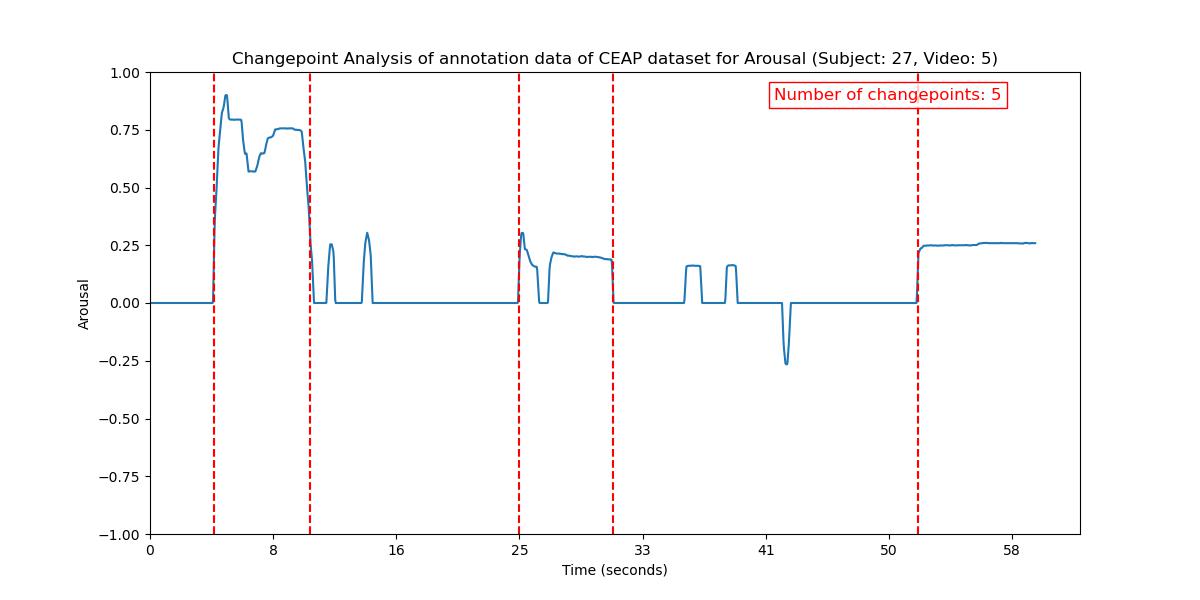 Changepoint Analysis of annotation data of CEAP dataset for Arousal (Subject: 27, Video: 5)
Number of changepoints: 5
1.00
0.75
0.50
0.25
0.00
−0.25
−0.50
−0.75
−1.00
Arousal
0 8 16 25 33 41 50 58
Time (seconds)